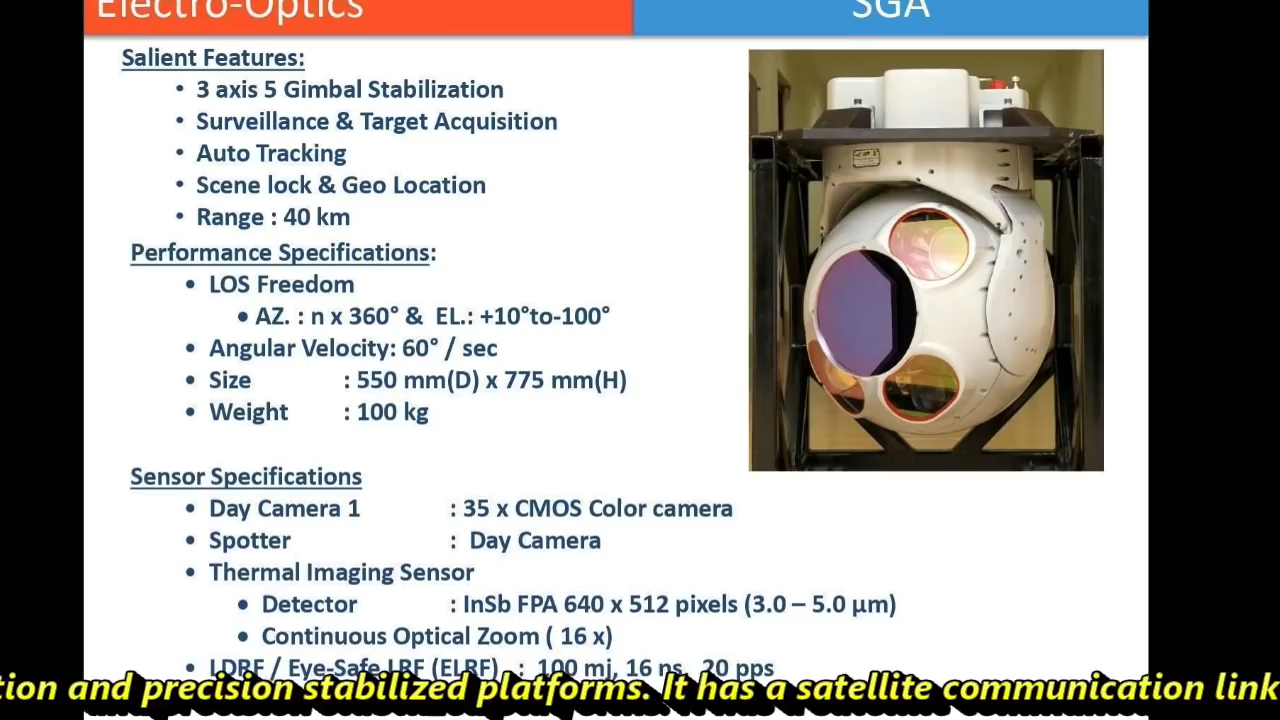 Electro-Optics
SGA
Salient Features:
• 3 axis 5 Gimbal Stabilization
• Surveillance & Target Acquisition
• Auto Tracking
• Scene lock & Geo Location
• Range : 40 km
Performance Specifications:
• LOS Freedom
• AZ. : n x 360° & EL.: +10°to-100°
• Angular Velocity: 60° / sec
• Size : 550 mm(D) x 775 mm(H)
• Weight : 100 kg
Sensor Specifications
• Day Camera 1 : 35 x CMOS Color camera
• Spotter : Day Camera
• Thermal Imaging Sensor
• Detector : InSb FPA 640 x 512 pixels (3.0 – 5.0 µm)
• Continuous Optical Zoom ( 16 x)
• LDRF / Eye-Safe LRF (ELRF) : 100 mj, 16 ns, 20 pps
tion and precision stabilized platforms. It has a satellite communication link